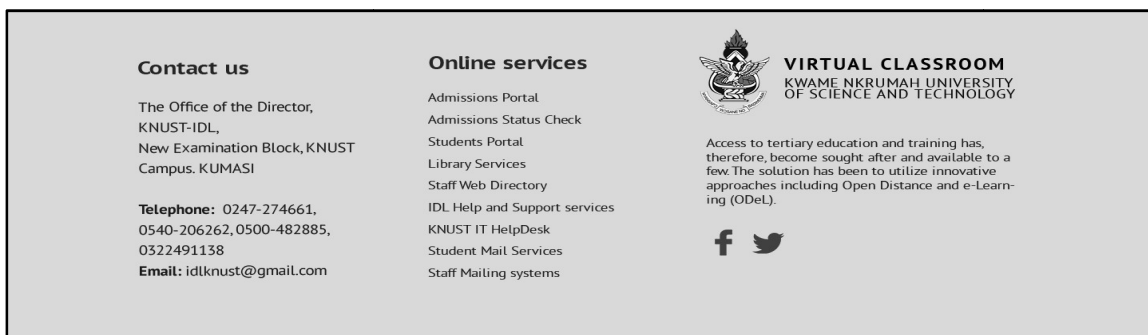 Contact us
The Office of the Director,
KNUST-IDL,
New Examination Block, KNUST
Campus. KUMASI
Telephone: 0247-274661,
0540-206262, 0500-482885,
0322491138
Email: idlknust@gmail.com
Online services
Admissions Portal
Admissions Status Check
Students Portal
Library Services
Staff Web Directory
IDL Help and Support services
KNUST IT HelpDesk
Student Mail Services
Staff Mailing systems
VIRTUAL CLASSROOM
KWAME NKRUMAH UNIVERSITY
OF SCIENCE AND TECHNOLOGY
Access to tertiary education and training has,
therefore, become sought after and available to a
few. The solution has been to utilize innovative
approaches including Open Distance and e-Learn-
ing (ODeL).